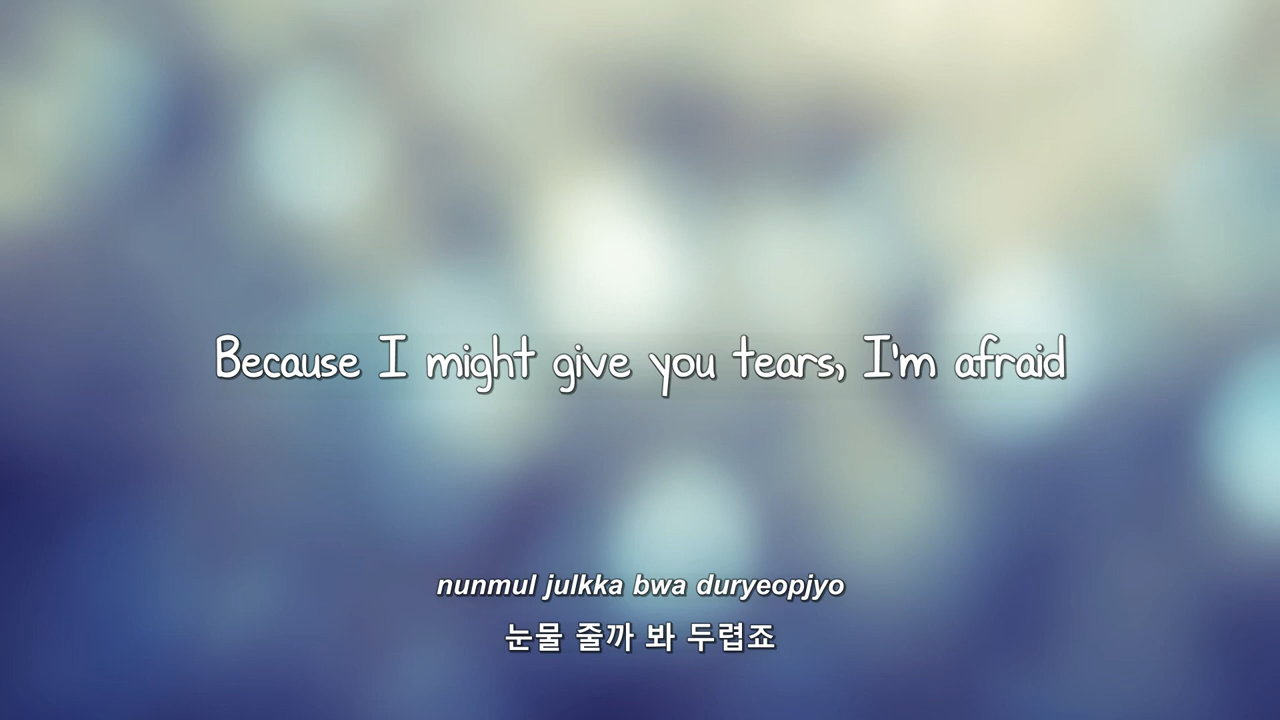 Because I might give you tears, I'm afraid
nunmul julkka bwa duryeopjyo
눈물 줄까 봐 두렵죠